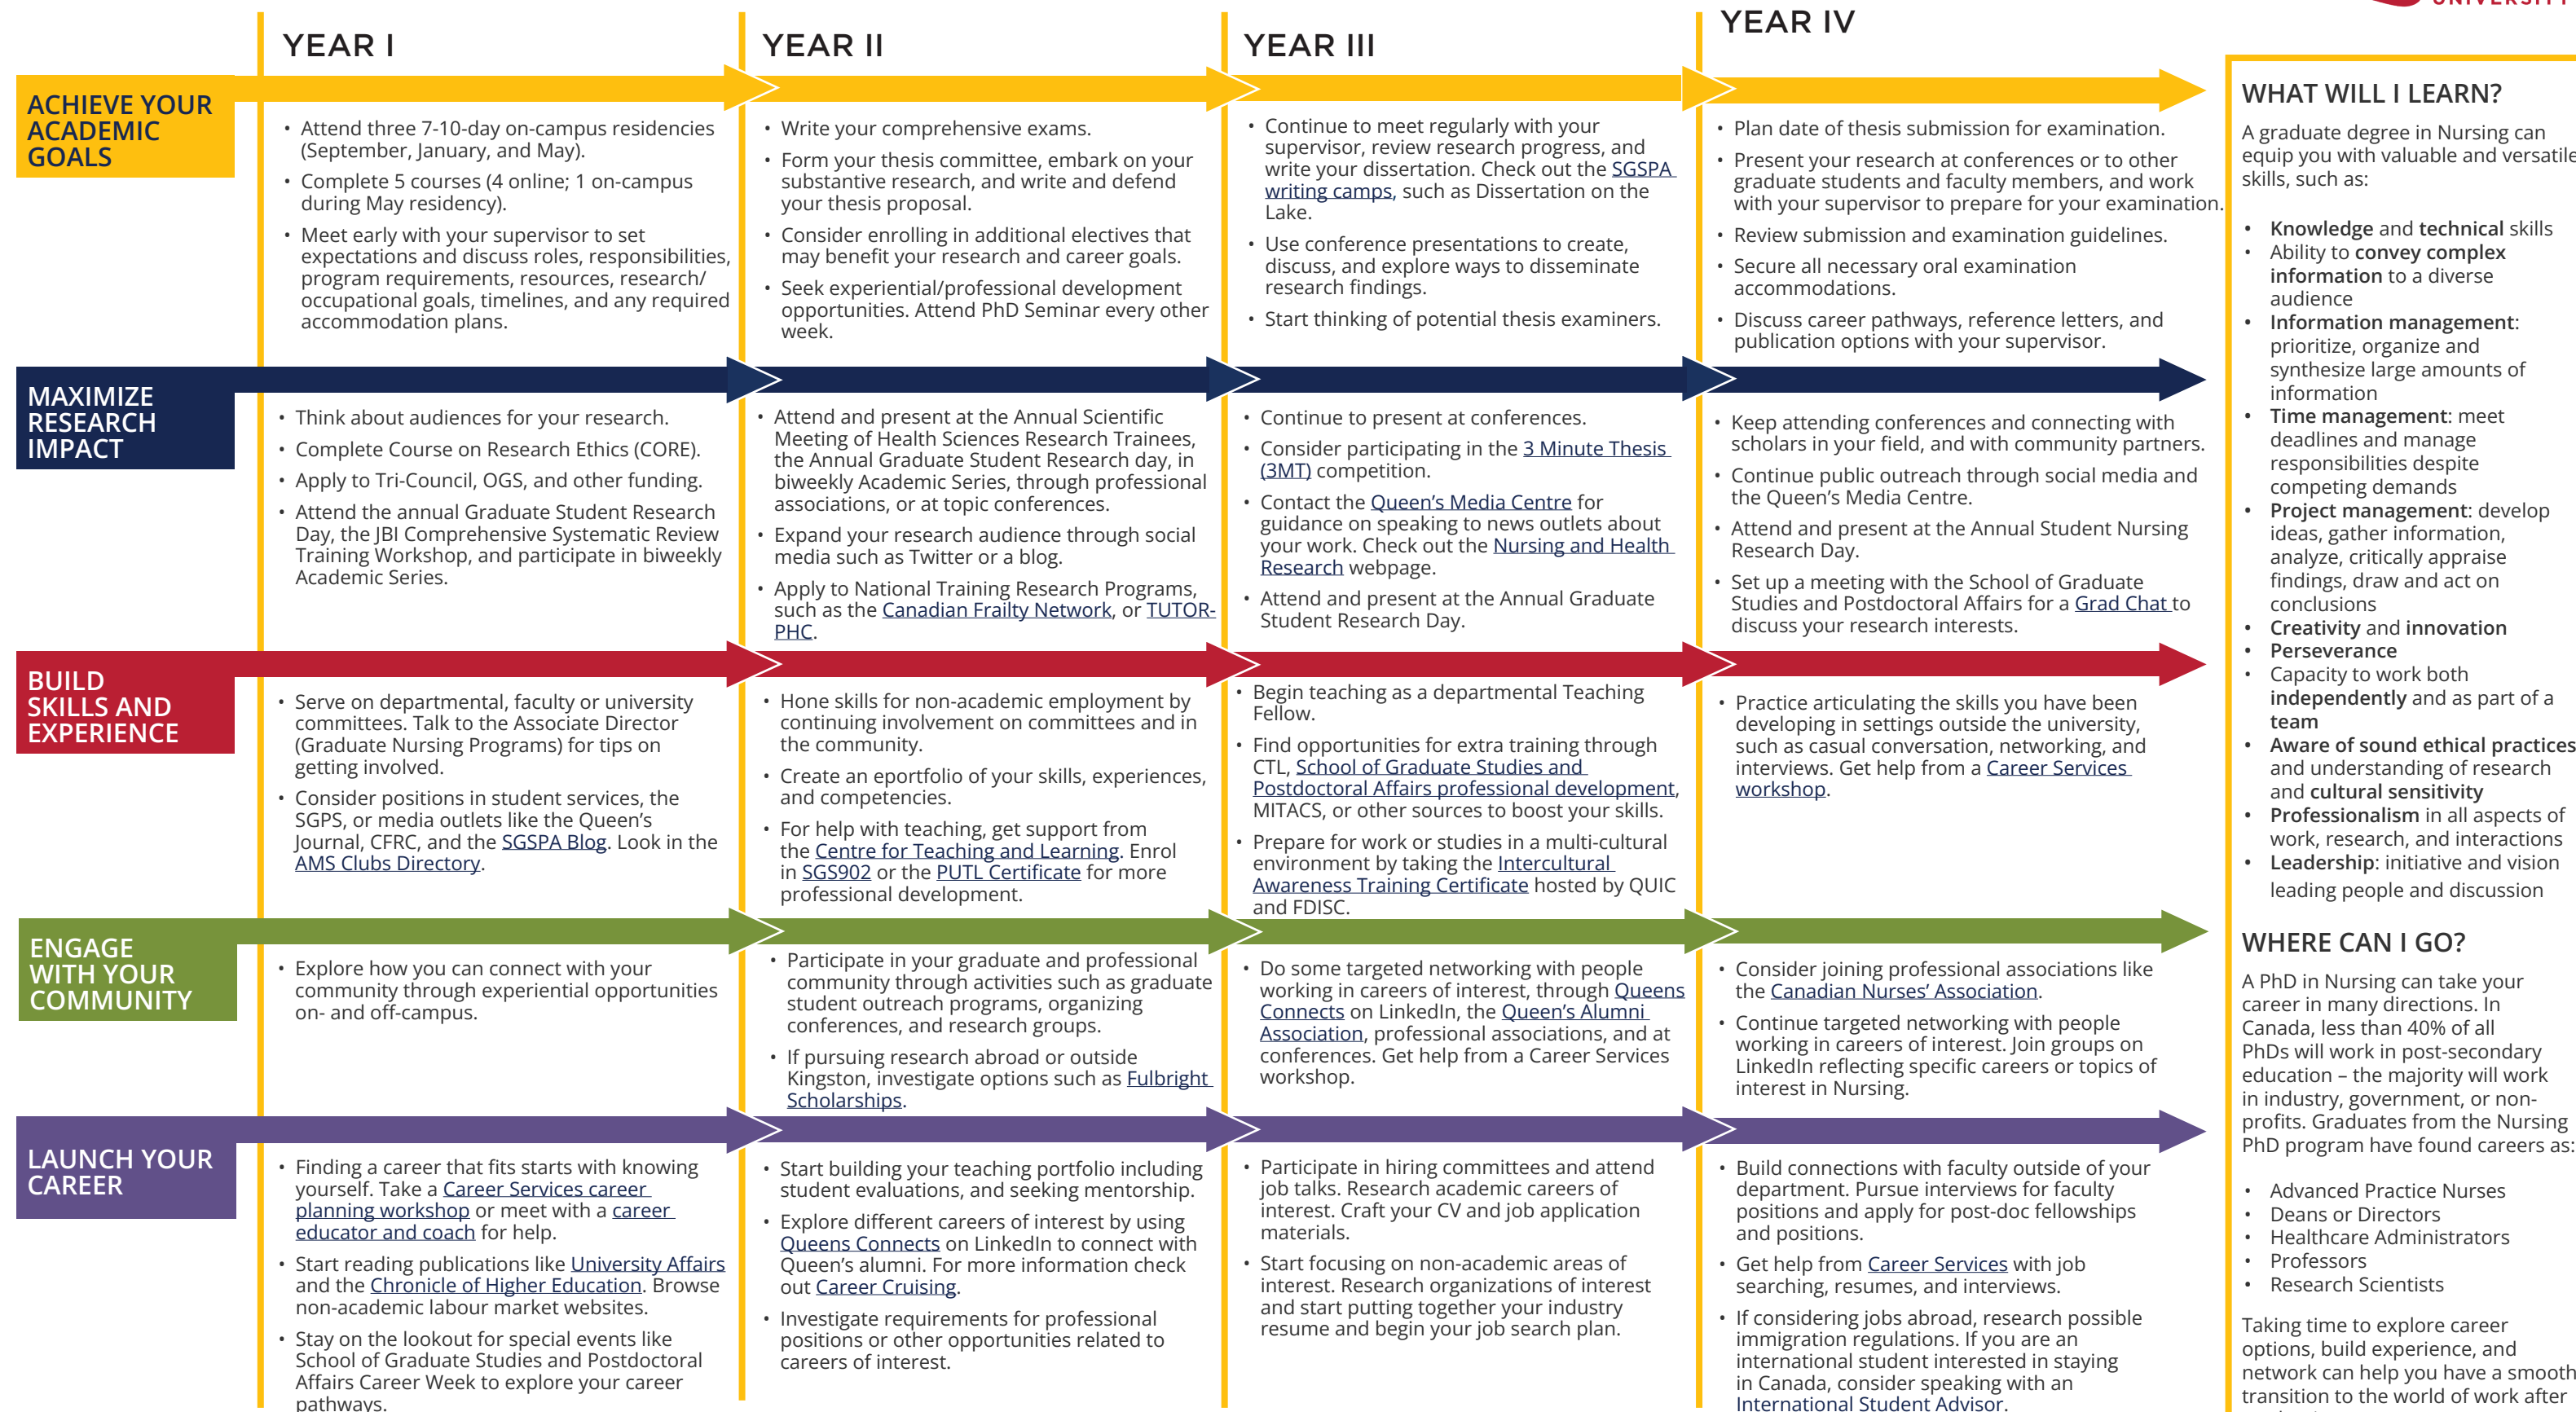 UNIVERSITY
YEAR I
YEAR II
YEAR III
YEAR IV
ACHIEVE YOUR
ACADEMIC
GOALS
• Attend three 7-10-day on-campus residencies
(September, January, and May).
• Complete 5 courses (4 online; 1 on-campus
during May residency).
• Meet early with your supervisor to set
expectations and discuss roles, responsibilities,
program requirements, resources, research/
occupational goals, timelines, and any required
accommodation plans.
• Write your comprehensive exams.
• Form your thesis committee, embark on your
substantive research, and write and defend
your thesis proposal.
• Consider enrolling in additional electives that
may benefit your research and career goals.
• Seek experiential/professional development
opportunities. Attend PhD Seminar every other
week.
• Continue to meet regularly with your
supervisor, review research progress, and
write your dissertation. Check out the SGSPA
writing camps, such as Dissertation on the
Lake.
• Use conference presentations to create,
discuss, and explore ways to disseminate
research findings.
• Start thinking of potential thesis examiners.
• Plan date of thesis submission for examination.
• Present your research at conferences or to other
graduate students and faculty members, and work
with your supervisor to prepare for your examination.
• Review submission and examination guidelines.
• Secure all necessary oral examination
accommodations.
• Discuss career pathways, reference letters, and
publication options with your supervisor.
MAXIMIZE
RESEARCH
IMPACT
• Think about audiences for your research.
• Complete Course on Research Ethics (CORE).
• Apply to Tri-Council, OGS, and other funding.
• Attend the annual Graduate Student Research
Day, the JBI Comprehensive Systematic Review
Training Workshop, and participate in biweekly
Academic Series.
• Attend and present at the Annual Scientific
Meeting of Health Sciences Research Trainees,
the Annual Graduate Student Research day, in
biweekly Academic Series, through professional
associations, or at topic conferences.
• Expand your research audience through social
media such as Twitter or a blog.
• Apply to National Training Research Programs,
such as the Canadian Frailty Network, or TUTOR-
PHC.
• Continue to present at conferences.
• Consider participating in the 3 Minute Thesis
(3MT) competition.
• Contact the Queen's Media Centre for
guidance on speaking to news outlets about
your work. Check out the Nursing and Health
Research webpage.
• Attend and present at the Annual Graduate
Student Research Day.
• Keep attending conferences and connecting with
scholars in your field, and with community partners.
• Continue public outreach through social media and
the Queen's Media Centre.
• Attend and present at the Annual Student Nursing
Research Day.
• Set up a meeting with the School of Graduate
Studies and Postdoctoral Affairs for a Grad Chat to
discuss your research interests.
BUILD
SKILLS AND
EXPERIENCE
• Serve on departmental, faculty or university
committees. Talk to the Associate Director
(Graduate Nursing Programs) for tips on
getting involved.
• Consider positions in student services, the
SGPS, or media outlets like the Queen's
Journal, CFRC, and the SGSPA Blog. Look in the
AMS Clubs Directory.
• Hone skills for non-academic employment by
continuing involvement on committees and in
the community.
• Create an eportfolio of your skills, experiences,
and competencies.
• For help with teaching, get support from
the Centre for Teaching and Learning. Enrol
in SGS902 or the PUTL Certificate for more
professional development.
• Begin teaching as a departmental Teaching
Fellow.
• Find opportunities for extra training through
CTL, School of Graduate Studies and
Postdoctoral Affairs professional development,
MITACS, or other sources to boost your skills.
• Prepare for work or studies in a multi-cultural
environment by taking the Intercultural
Awareness Training Certificate hosted by QUIC
and FDISC.
• Practice articulating the skills you have been
developing in settings outside the university,
such as casual conversation, networking, and
interviews. Get help from a Career Services
workshop.
ENGAGE
WITH YOUR
COMMUNITY
• Explore how you can connect with your
community through experiential opportunities
on- and off-campus.
• Participate in your graduate and professional
community through activities such as graduate
student outreach programs, organizing
conferences, and research groups.
• If pursuing research abroad or outside
Kingston, investigate options such as Fulbright
Scholarships.
• Do some targeted networking with people
working in careers of interest, through Queens
Connects on LinkedIn, the Queen's Alumni
Association, professional associations, and at
conferences. Get help from a Career Services
workshop.
• Consider joining professional associations like
the Canadian Nurses' Association.
• Continue targeted networking with people
working in careers of interest. Join groups on
LinkedIn reflecting specific careers or topics of
interest in Nursing.
LAUNCH YOUR
CAREER
• Finding a career that fits starts with knowing
yourself. Take a Career Services career
planning workshop or meet with a career
educator and coach for help.
• Start reading publications like University Affairs
and the Chronicle of Higher Education. Browse
non-academic labour market websites.
• Stay on the lookout for special events like
School of Graduate Studies and Postdoctoral
Affairs Career Week to explore your career
pathways.
• Start building your teaching portfolio including
student evaluations, and seeking mentorship.
• Explore different careers of interest by using
Queens Connects on LinkedIn to connect with
Queen's alumni. For more information check
out Career Cruising.
• Investigate requirements for professional
positions or other opportunities related to
careers of interest.
• Participate in hiring committees and attend
job talks. Research academic careers of
interest. Craft your CV and job application
materials.
• Start focusing on non-academic areas of
interest. Research organizations of interest
and start putting together your industry
resume and begin your job search plan.
• Build connections with faculty outside of your
department. Pursue interviews for faculty
positions and apply for post-doc fellowships
and positions.
• Get help from Career Services with job
searching, resumes, and interviews.
• If considering jobs abroad, research possible
immigration regulations. If you are an
international student interested in staying
in Canada, consider speaking with an
International Student Advisor.
WHAT WILL I LEARN?
A graduate degree in Nursing can
equip you with valuable and versatile
skills, such as:
• Knowledge and technical skills
• Ability to convey complex
information to a diverse
audience
• Information management:
prioritize, organize and
synthesize large amounts of
information
• Time management: meet
deadlines and manage
responsibilities despite
competing demands
• Project management: develop
ideas, gather information,
analyze, critically appraise
findings, draw and act on
conclusions
• Creativity and innovation
• Perseverance
• Capacity to work both
independently and as part of a
team
• Aware of sound ethical practices
and understanding of research
and cultural sensitivity
• Professionalism in all aspects of
work, research, and interactions
• Leadership: initiative and vision
leading people and discussion
WHERE CAN I GO?
A PhD in Nursing can take your
career in many directions. In
Canada, less than 40% of all
PhDs will work in post-secondary
education – the majority will work
in industry, government, or non-
profits. Graduates from the Nursing
PhD program have found careers as:
• Advanced Practice Nurses
• Deans or Directors
• Healthcare Administrators
• Professors
• Research Scientists
Taking time to explore career
options, build experience, and
network can help you have a smooth
transition to the world of work after